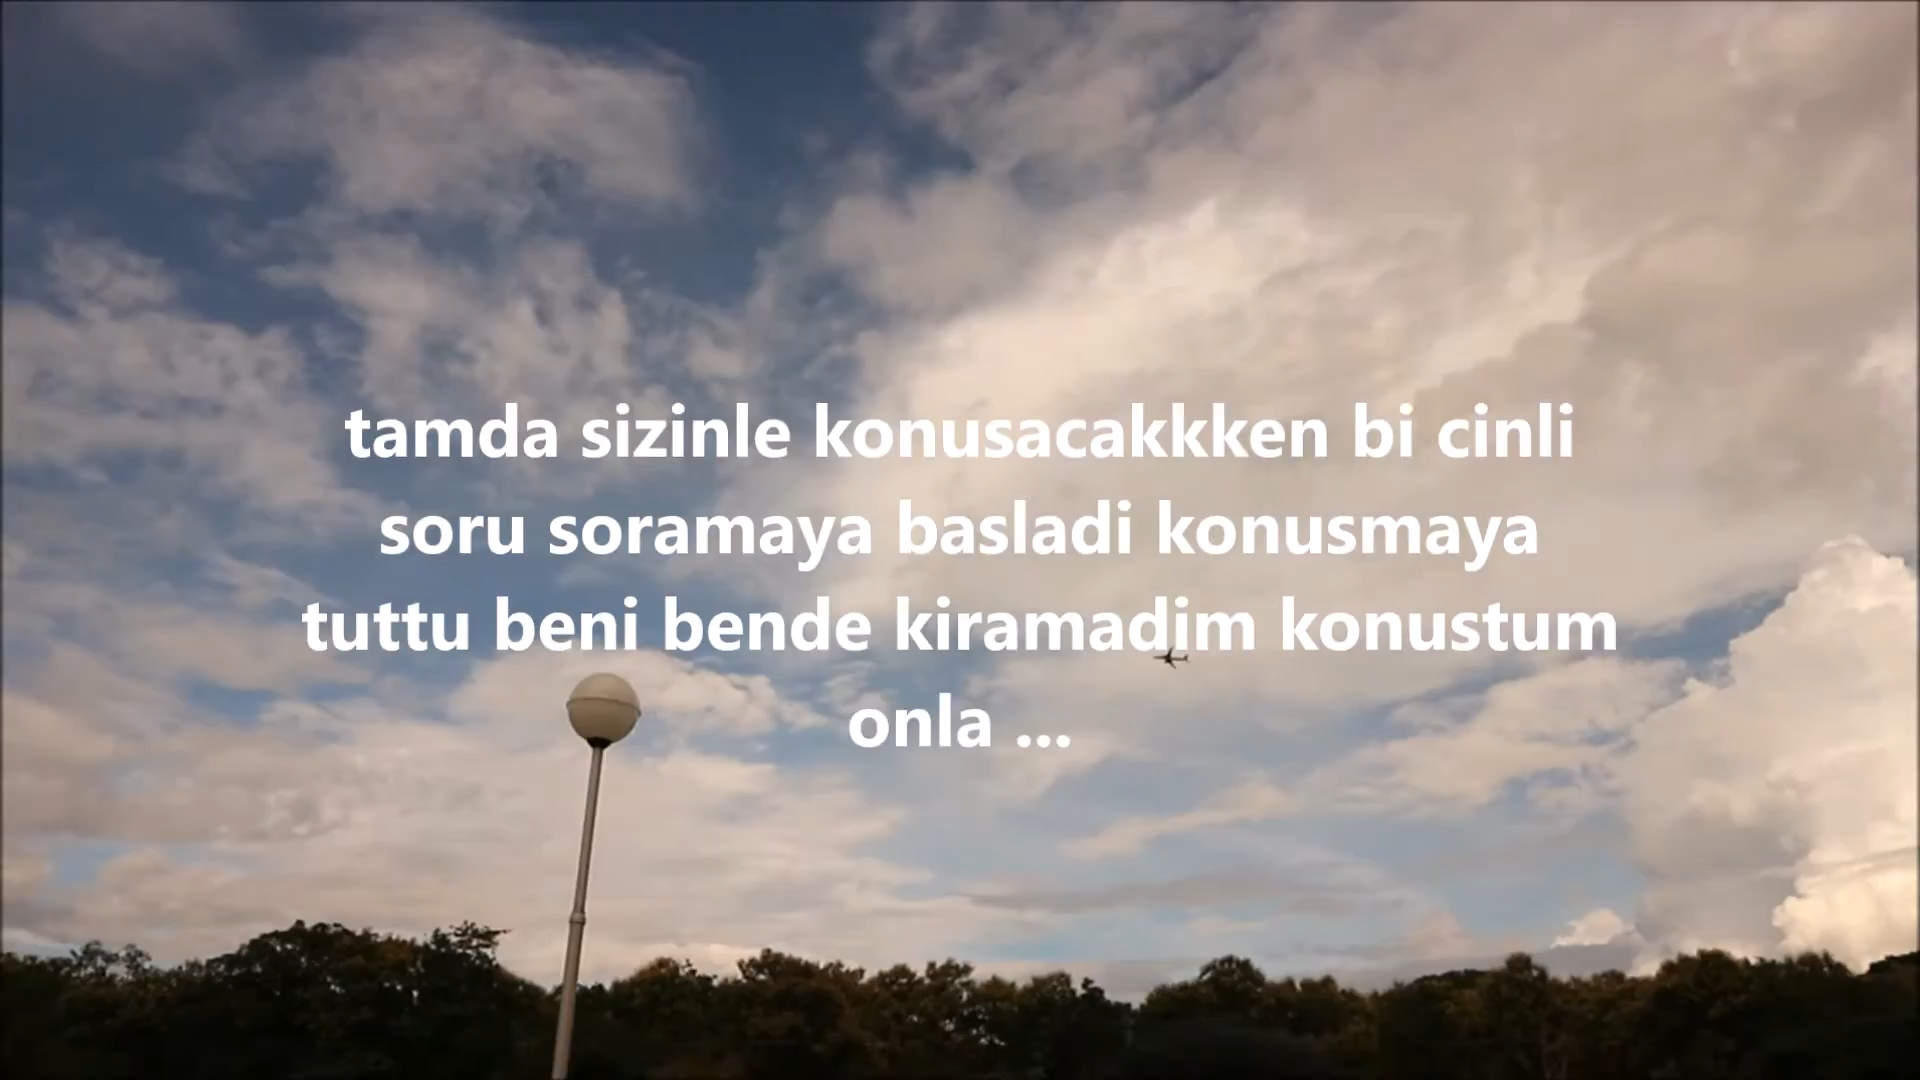 tamda sizinle konusacakkken bi cinli
soru soramaya basladi konusmaya
tuttu beni bende kiramadim konustum
onla ...